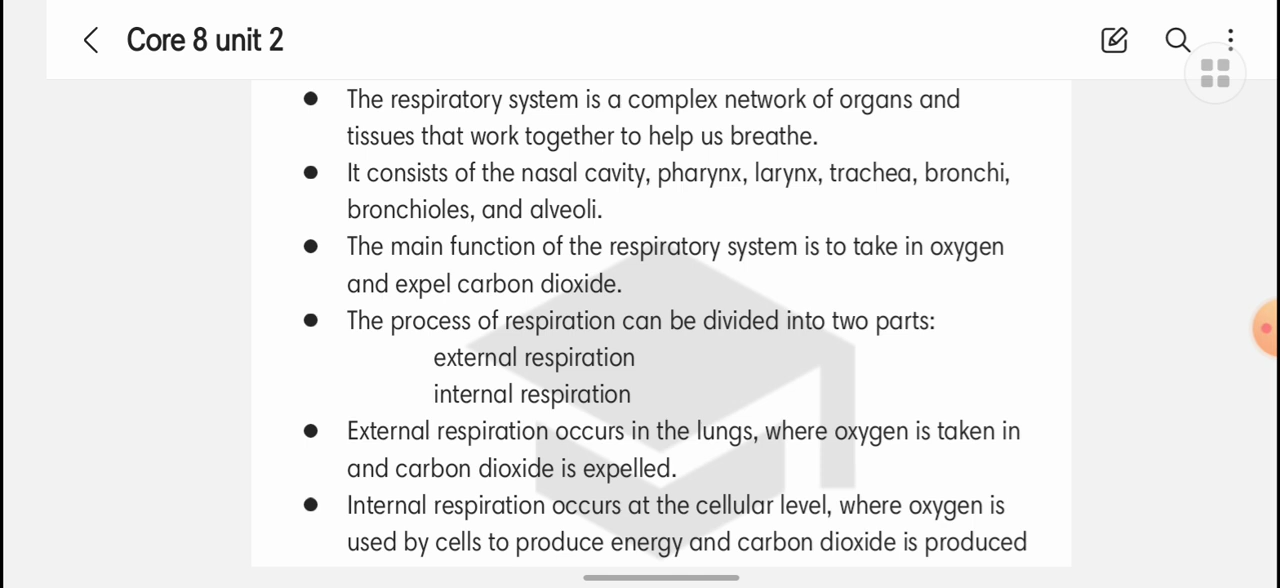 Core 8 unit 2
● The respiratory system is a complex network of organs and
tissues that work together to help us breathe.
● It consists of the nasal cavity, pharynx, larynx, trachea, bronchi,
bronchioles, and alveoli.
● The main function of the respiratory system is to take in oxygen
and expel carbon dioxide.
● The process of respiration can be divided into two parts:
external respiration
internal respiration
● External respiration occurs in the lungs, where oxygen is taken in
and carbon dioxide is expelled.
● Internal respiration occurs at the cellular level, where oxygen is
used by cells to produce energy and carbon dioxide is produced